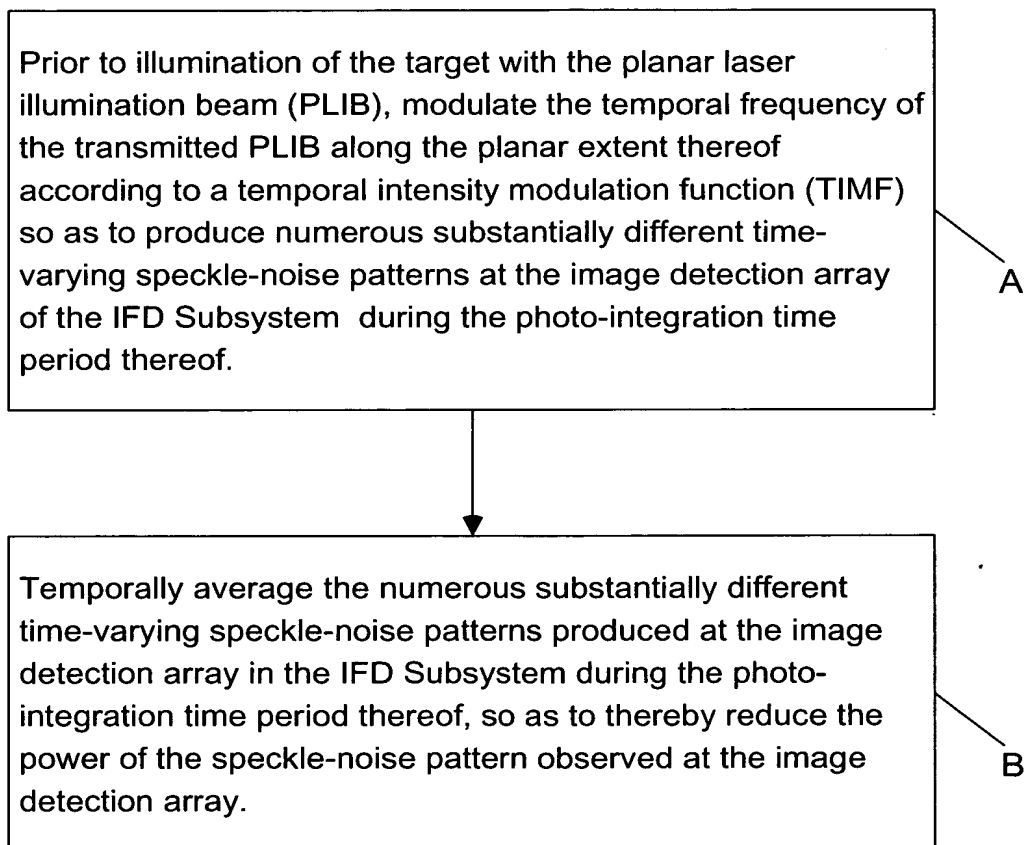 Prior to illumination of the target with the planar laser
illumination beam (PLIB), modulate the temporal frequency of
the transmitted PLIB along the planar extent thereof
according to a temporal intensity modulation function (TIMF)
so as to produce numerous substantially different time-
varying speckle-noise patterns at the image detection array
of the IFD Subsystem during the photo-integration time
period thereof.
A
Temporally average the numerous substantially different
time-varying speckle-noise patterns produced at the image
detection array in the IFD Subsystem during the photo-
integration time period thereof, so as to thereby reduce the
power of the speckle-noise pattern observed at the image
detection array.
B